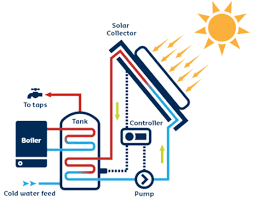 Solar
Collector
To taps
Tank
Controller
Boiler
Cold water feed
Pump